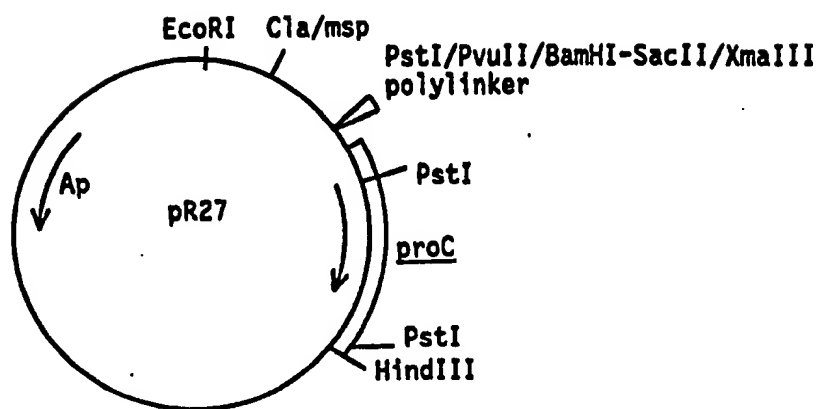 EcoRI Cla/msp
PstI/PvuII/BamHI-SacII/XmaIII
polylinker
PstI
Ap
pR27
proC
PstI
HindIII